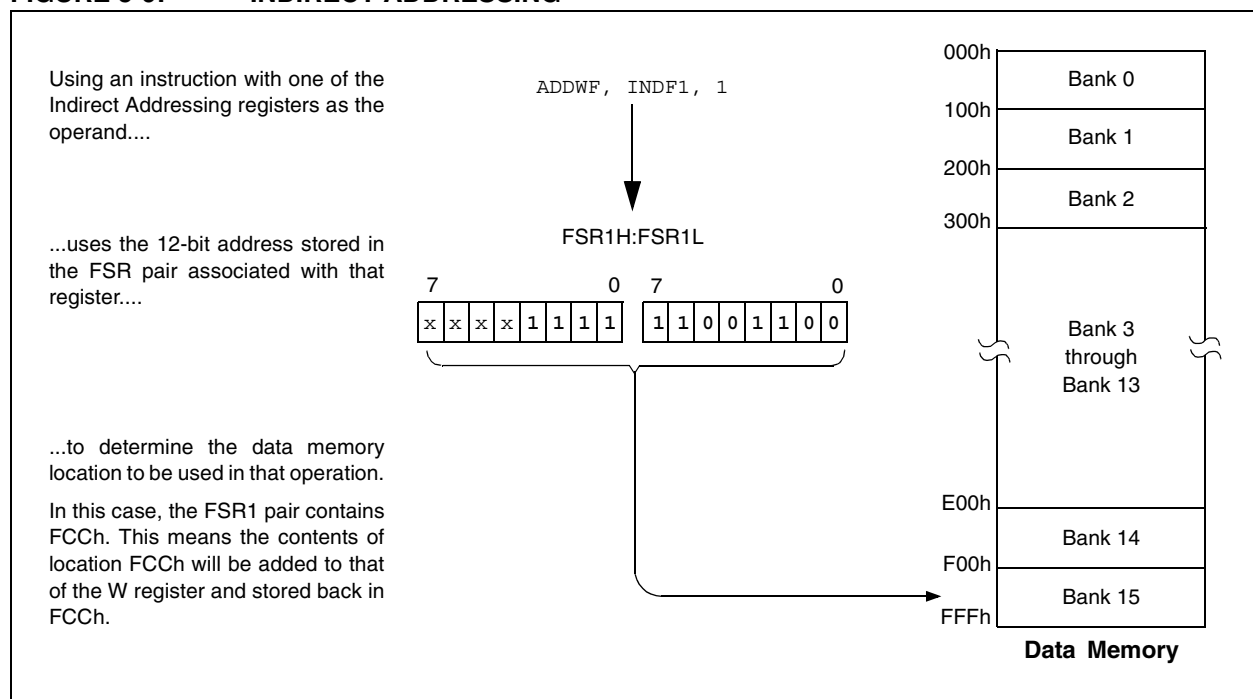 Using an instruction with one of the
Indirect Addressing registers as the
operand....
ADDWF, INDF1, 1
...uses the 12-bit address stored in
the FSR pair associated with that
register....
FSR1H:FSR1L
7 0 7 0
x x x x 1 1 1 1 1 1 0 0 1 1 0 0
...to determine the data memory
location to be used in that operation.
In this case, the FSR1 pair contains
FCCh. This means the contents of
location FCCh will be added to that
of the W register and stored back in
FCCh.
000h
Bank 0
100h
Bank 1
200h
Bank 2
300h
Bank 3
through
Bank 13
E00h
Bank 14
F00h
Bank 15
FFFh
Data Memory